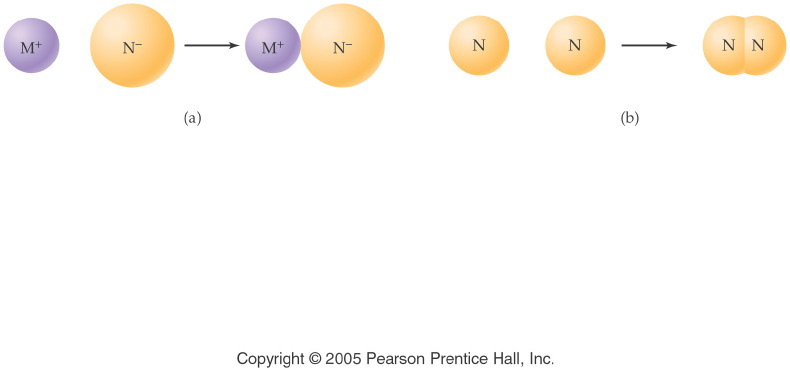 M⁺ N⁻ M⁺ N⁻ N N N N
(a) (b)
Copyright © 2005 Pearson Prentice Hall, Inc.